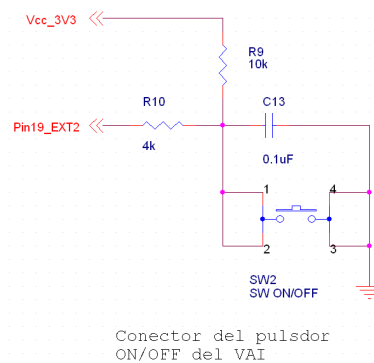 Vcc_3V3
R9
10k
R10
C13
Pin19_EXT2
4k
0.1uF
1
4
2
3
SW2
SW ON/OFF
Conector del pulsdor
ON/OFF del VAI